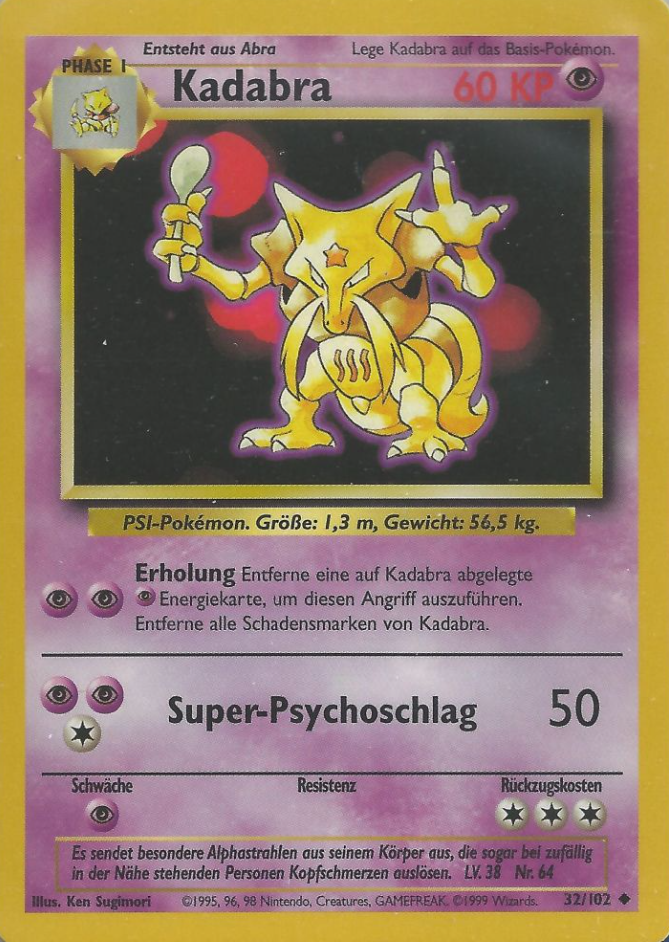 Entsteht aus Abra Lege Kadabra auf das Basis-Pokémon.
PHASE 1
Kadabra 60 KP
PSI-Pokémon. Größe: 1,3 m, Gewicht: 56,5 kg.
Erholung Entferne eine auf Kadabra abgelegte
Energiekarte, um diesen Angriff auszuführen.
Entferne alle Schadensmarken von Kadabra.
Super-Psychoschlag 50
Schwäche Resistenz Rückzugskosten
Es sendet besondere Alphastrahlen aus seinem Körper aus, die sogar bei zufällig
in der Nähe stehenden Personen Kopfschmerzen auslösen. LV. 38 Nr. 64
Illus. Ken Sugimori ©1995, 96, 98 Nintendo, Creatures, GAMEFREAK. ©1999 Wizards. 32/102